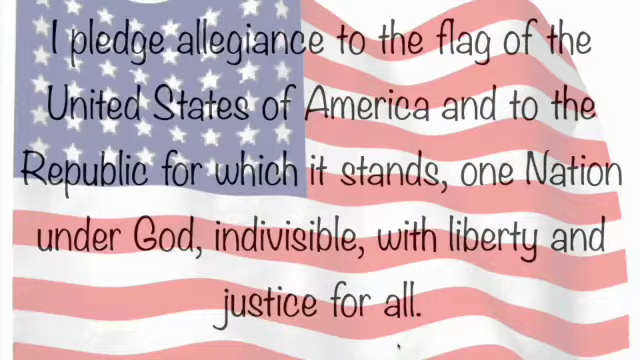 I pledge allegiance to the flag of the
United States of America and to the
Republic for which it stands, one Nation
under God, indivisible, with liberty and
justice for all.